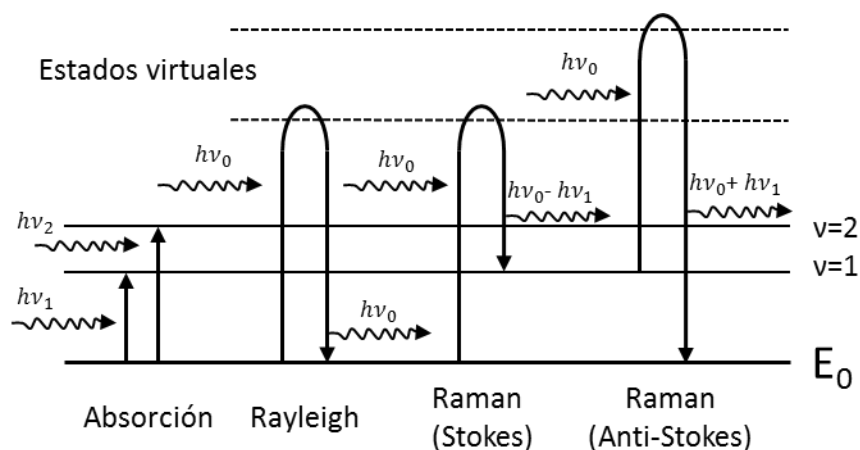 Estados virtuales
hν₀
hν₀
hν₀
hν₀- hν₁
hν₀+ hν₁
hν₂
ν=2
ν=1
hν₁
hν₀
E₀
Absorción
Rayleigh
Raman
(Stokes)
Raman
(Anti-Stokes)